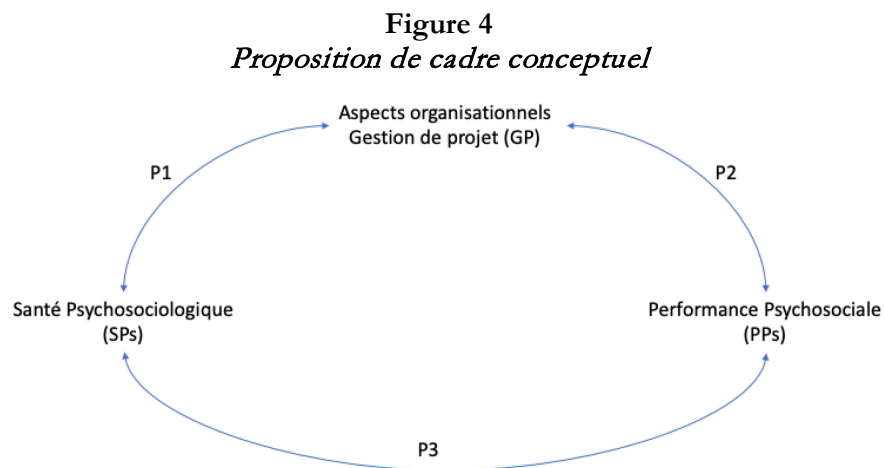 Figure 4
Proposition de cadre conceptuel
Aspects organisationnels
Gestion de projet (GP)
P1
P2
Santé Psychosociologique
(SPs)
Performance Psychosociale
(PPs)
P3